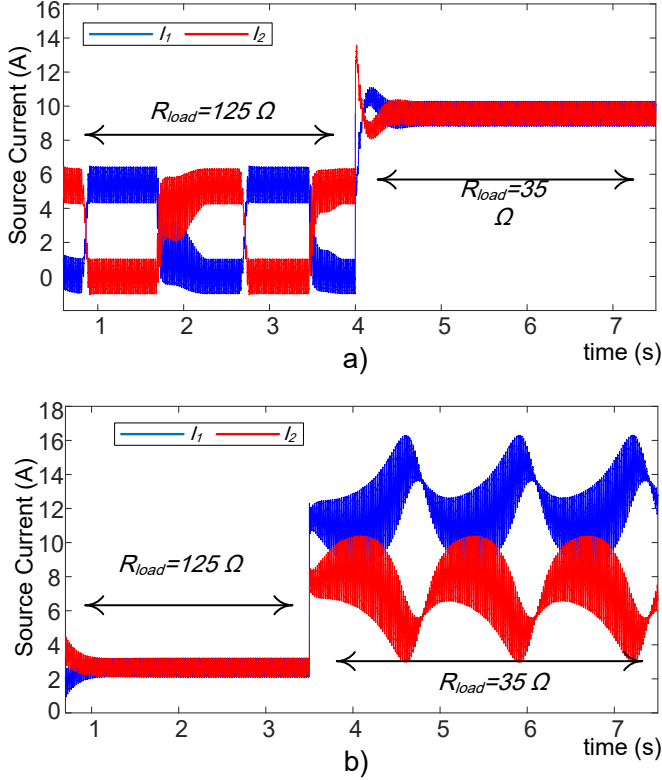 16
14
12
10
8
6
4
2
0
Source Current (A)
I1 I2
Rload=125 Ω
Rload=35
Ω
1 2 3 4 5 6 7
time (s)
a)
18
16
14
12
10
8
6
4
2
0
Source Current (A)
I1 I2
Rload=125 Ω
Rload=35 Ω
1 2 3 4 5 6 7
time (s)
b)